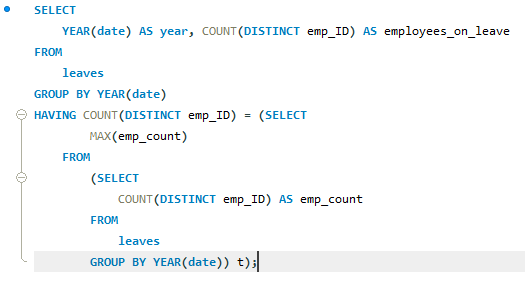 SELECT
    YEAR(date) AS year, COUNT(DISTINCT emp_ID) AS employees_on_leave
FROM
    leaves
GROUP BY YEAR(date)
HAVING COUNT(DISTINCT emp_ID) = (SELECT
        MAX(emp_count)
    FROM
        (SELECT
            COUNT(DISTINCT emp_ID) AS emp_count
        FROM
            leaves
        GROUP BY YEAR(date)) t);